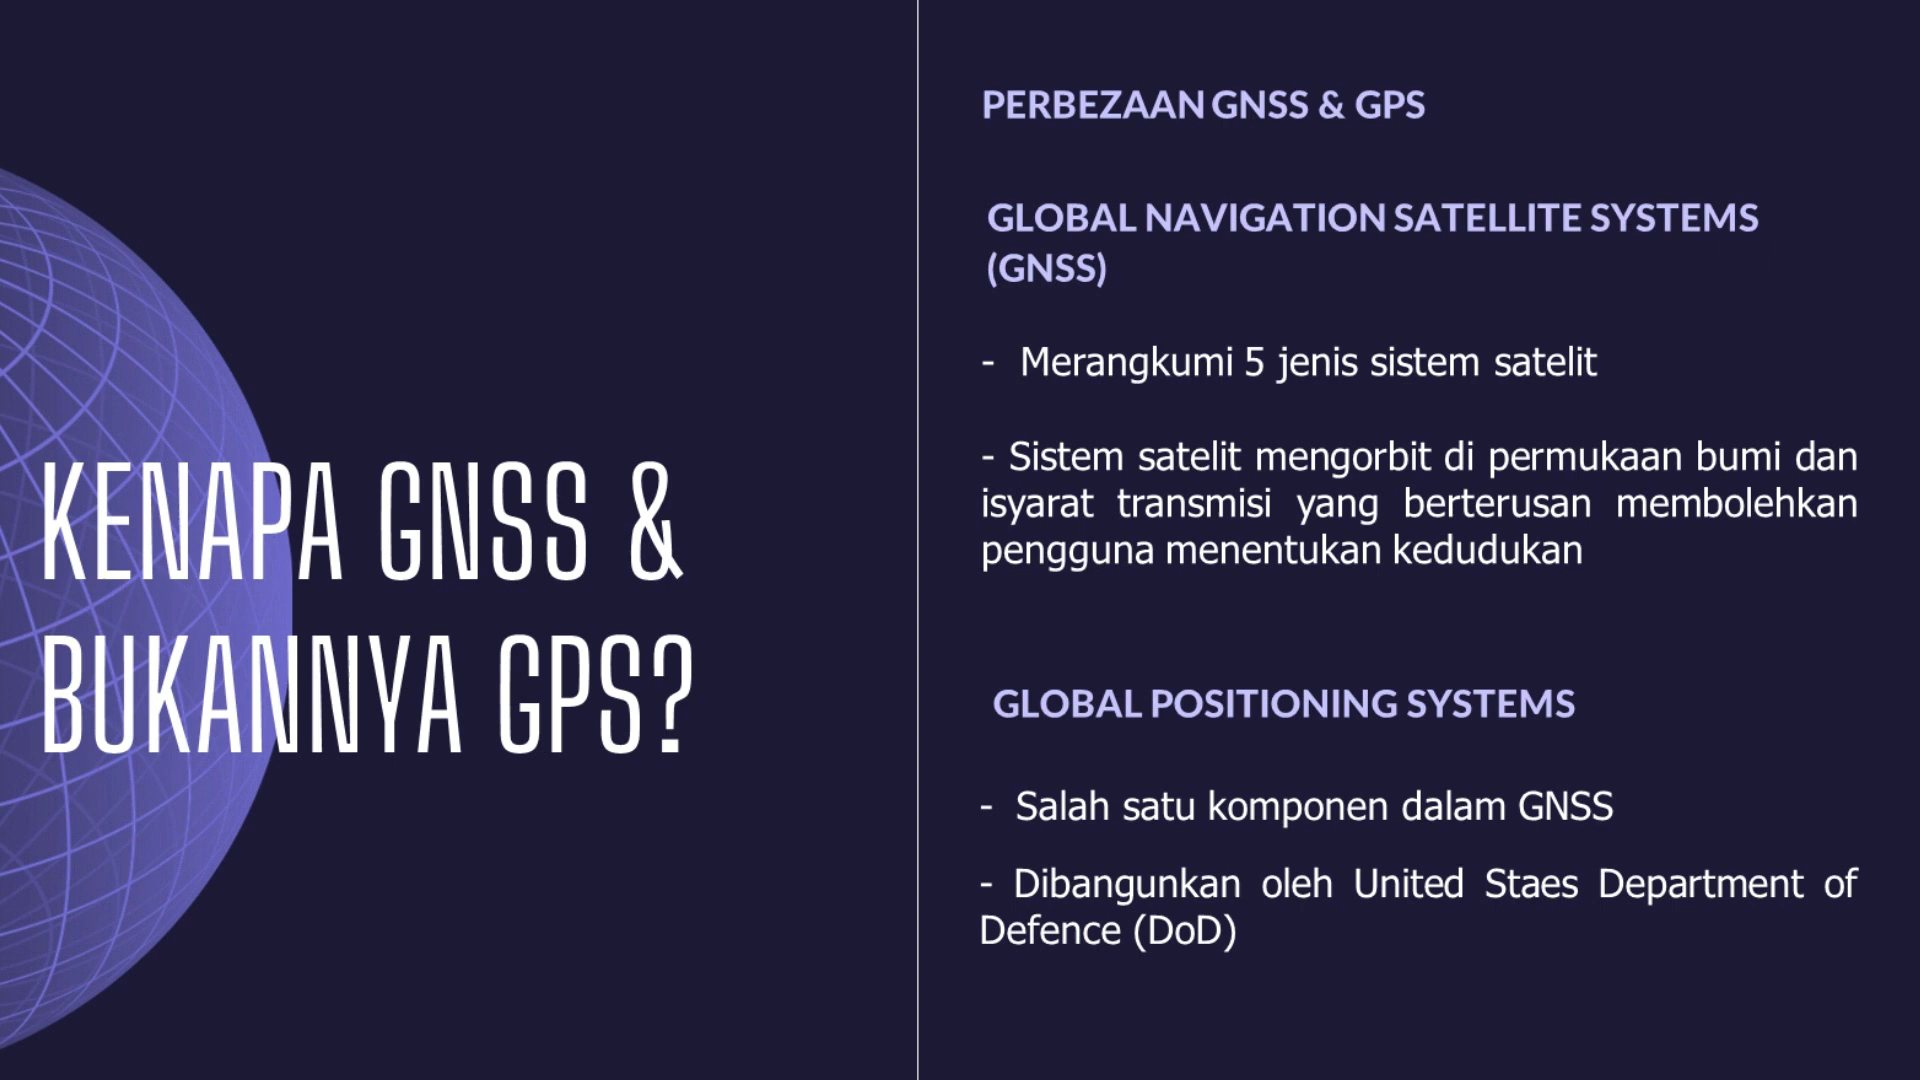 KENAPA GNSS &
BUKANNYA GPS?
PERBEZAAN GNSS & GPS
GLOBAL NAVIGATION SATELLITE SYSTEMS
(GNSS)
- Merangkumi 5 jenis sistem satelit
- Sistem satelit mengorbit di permukaan bumi dan
isyarat transmisi yang berterusan membolehkan
pengguna menentukan kedudukan
GLOBAL POSITIONING SYSTEMS
- Salah satu komponen dalam GNSS
- Dibangunkan oleh United Staes Department of
Defence (DoD)